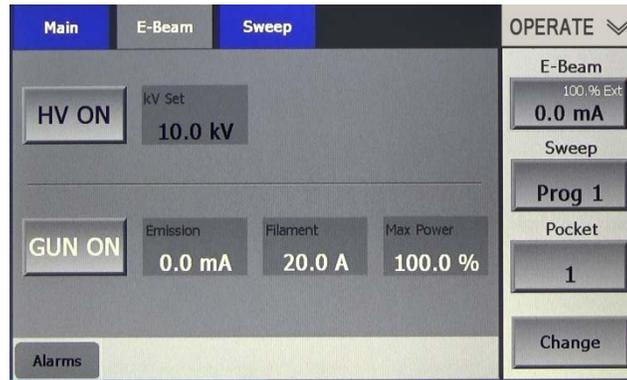 Main
E-Beam
Sweep
OPERATE
HV ON
kV Set
10.0 kV
E-Beam
100.% Ext
0.0 mA
Sweep
Prog 1
GUN ON
Emission
0.0 mA
Filament
20.0 A
Max Power
100.0 %
Pocket
1
Alarms
Change